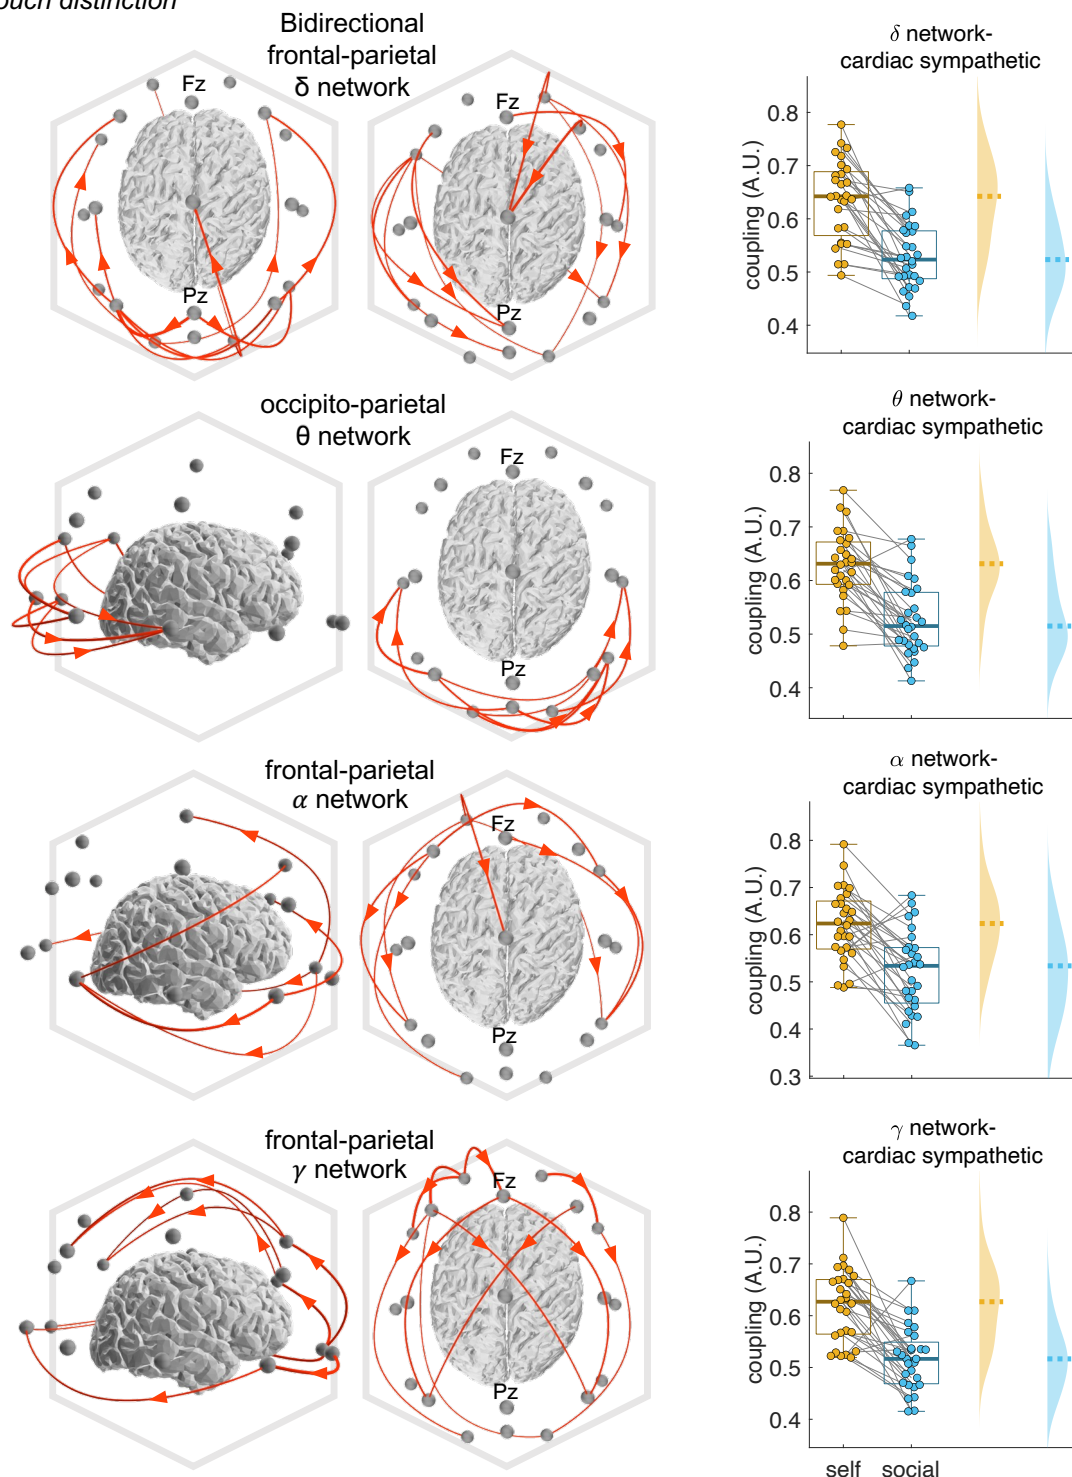 ouch distinction
Bidirectional
frontal-parietal
δ network
Fz
Pz
Fz
Pz
δ network-
cardiac sympathetic
coupling (A.U.)
0.8
0.7
0.6
0.5
0.4
occipito-parietal
θ network
Fz
Pz
θ network-
cardiac sympathetic
coupling (A.U.)
0.8
0.7
0.6
0.5
0.4
frontal-parietal
α network
Fz
Pz
α network-
cardiac sympathetic
coupling (A.U.)
0.8
0.7
0.6
0.5
0.4
0.3
frontal-parietal
γ network
Fz
Pz
γ network-
cardiac sympathetic
coupling (A.U.)
0.8
0.7
0.6
0.5
0.4
self social